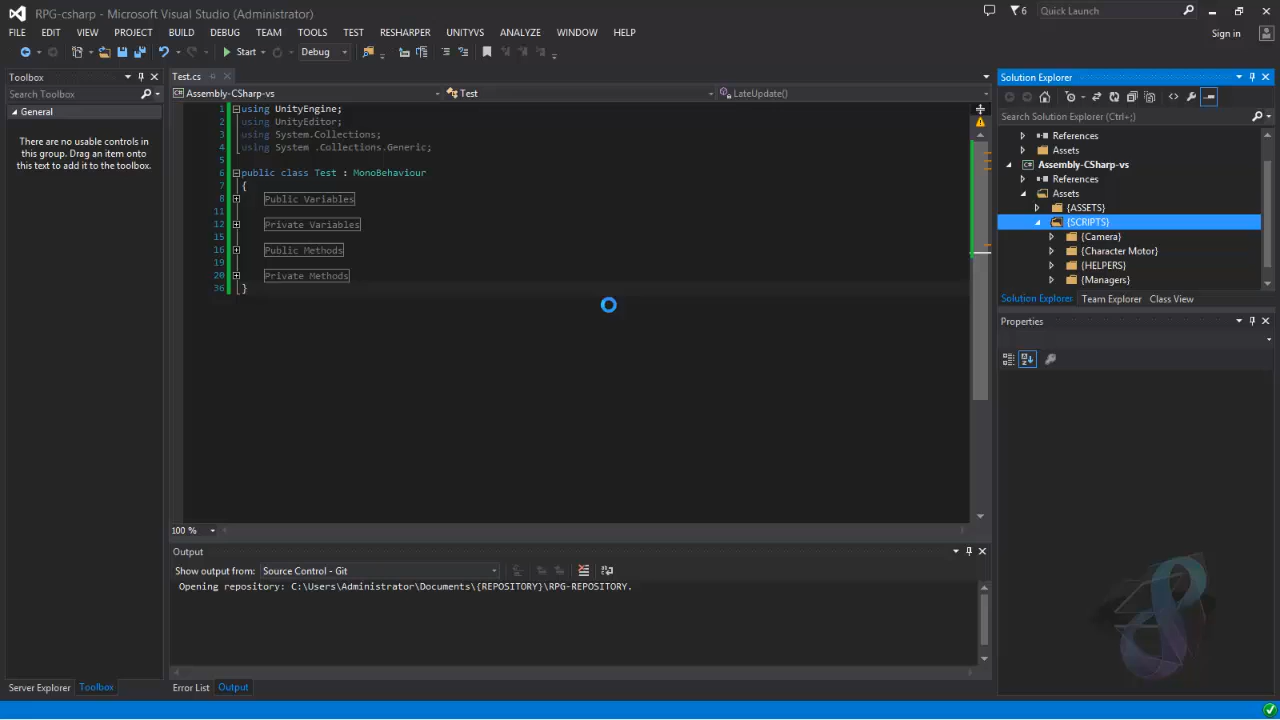 RPG-csharp - Microsoft Visual Studio (Administrator)
6
Quick Launch
FILE EDIT VIEW PROJECT BUILD DEBUG TEAM TOOLS TEST RESHARPER UNITYVS ANALYZE WINDOW HELP
Sign in
Start
Debug
Toolbox
Search Toolbox
General
There are no usable controls in
this group. Drag an item onto
this text to add it to the toolbox.
Server Explorer
Toolbox
Test.cs
Assembly-CSharp-vs
Test
LateUpdate()
1 using UnityEngine;
2 using UnityEditor;
3 using System.Collections;
4 using System .Collections.Generic;
5
6 public class Test : MonoBehaviour
7 {
8 Public Variables
11
12 Private Variables
15
16 Public Methods
19
20 Private Methods
36 }
100 %
Output
Show output from: Source Control - Git
Opening repository: C:\Users\Administrator\Documents\{REPOSITORY}\RPG-REPOSITORY.
Error List
Output
Solution Explorer
Search Solution Explorer (Ctrl+;)
References
Assets
Assembly-CSharp-vs
References
Assets
{ASSETS}
{SCRIPTS}
{Camera}
{Character Motor}
{HELPERS}
{Managers}
Solution Explorer
Team Explorer
Class View
Properties